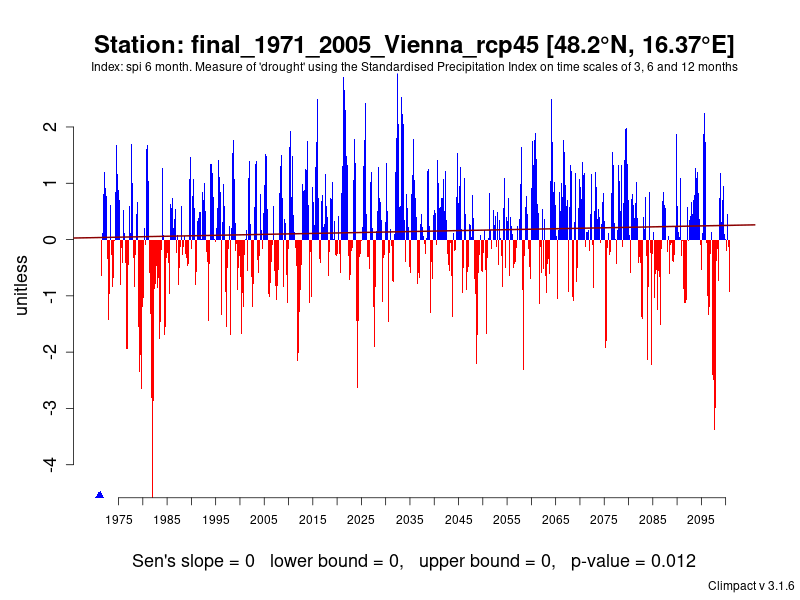 Station: final_1971_2005_Vienna_rcp45 [48.2°N, 16.37°E]
Index: spi 6 month. Measure of 'drought' using the Standardised Precipitation Index on time scales of 3, 6 and 12 months
unitless
2
1
0
-1
-2
-3
-4
1975 1985 1995 2005 2015 2025 2035 2045 2055 2065 2075 2085 2095
Sen's slope = 0 lower bound = 0, upper bound = 0, p-value = 0.012
Climpact v 3.1.6